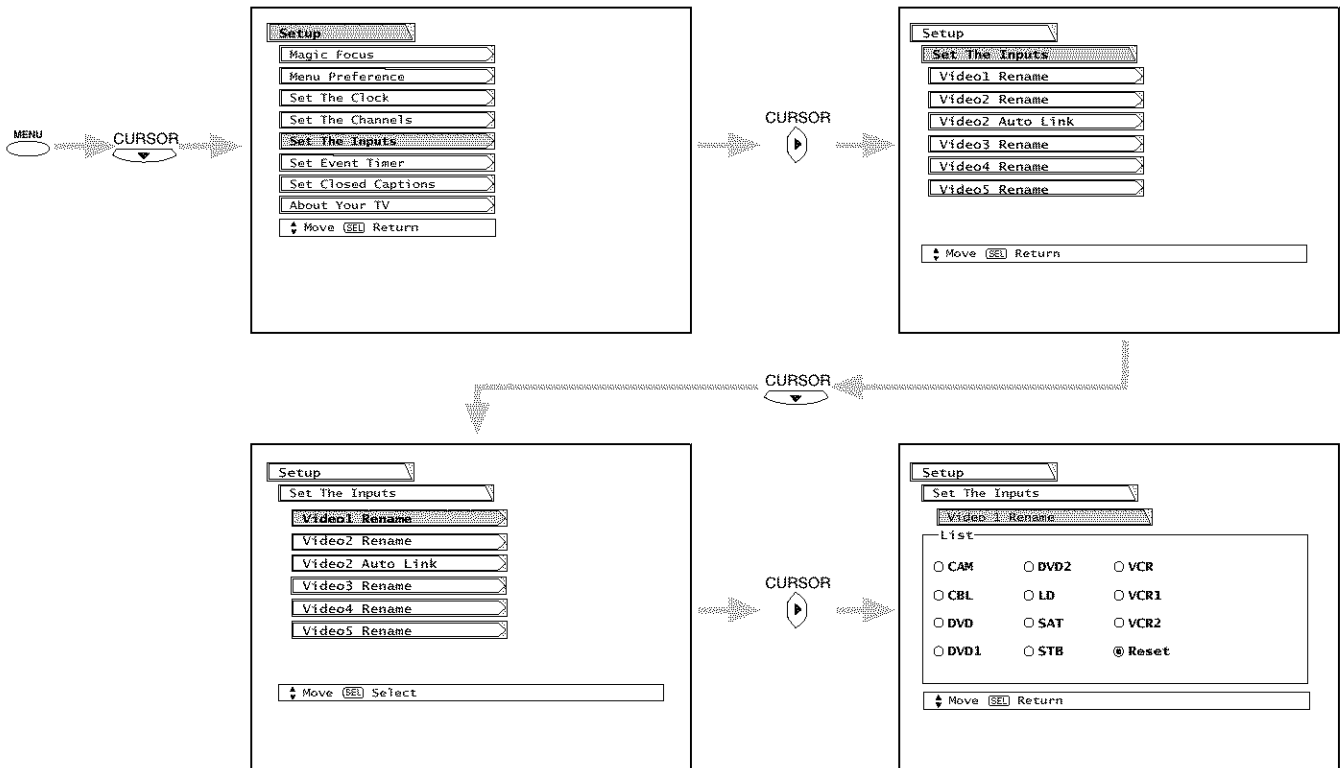 MENU
CURSOR
Setup
Magic Focus
Menu Preference
Set The Clock
Set The Channels
Set The Inputs
Set Event Timer
Set Closed Captions
About Your TV
Move SEL Return
CURSOR
Setup
Set The Inputs
Video1 Rename
Video2 Rename
Video2 Auto Link
Video3 Rename
Video4 Rename
Video5 Rename
Move SEL Return
CURSOR
Setup
Set The Inputs
Video1 Rename
Video2 Rename
Video2 Auto Link
Video3 Rename
Video4 Rename
Video5 Rename
Move SEL Select
CURSOR
Setup
Set The Inputs
Video 1 Rename
List
CAM DVD2 VCR
CBL LD VCR1
DVD SAT VCR2
DVD1 STB Reset
Move SEL Return